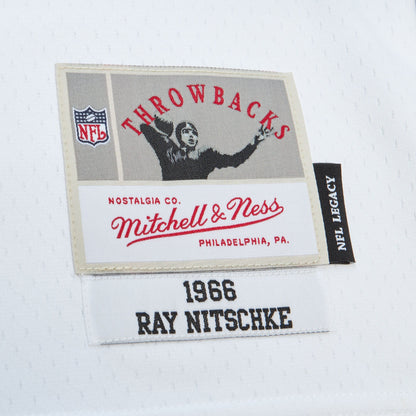 THROWBACKS
NFL
NOSTALGIA CO.
Mitchell & Ness
PHILADELPHIA, PA.
NFL LEGACY
1966
RAY NITSCHKE